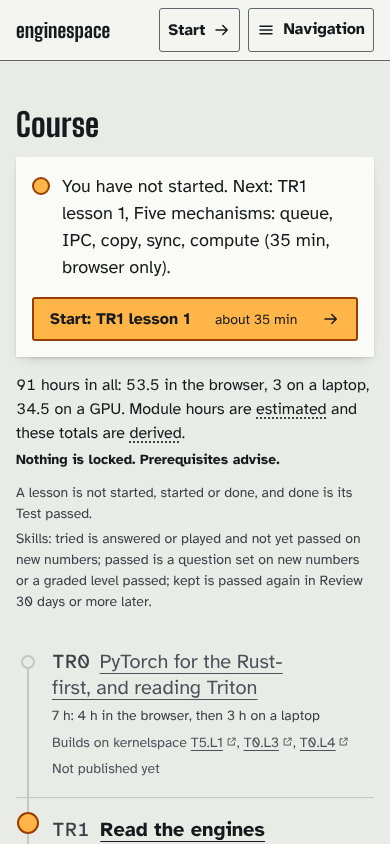 enginespace
Start →
Navigation
Course
You have not started. Next: TR1
lesson 1, Five mechanisms: queue,
IPC, copy, sync, compute (35 min,
browser only).
Start: TR1 lesson 1 about 35 min →
91 hours in all: 53.5 in the browser, 3 on a laptop,
34.5 on a GPU. Module hours are estimated and
these totals are derived.
Nothing is locked. Prerequisites advise.
A lesson is not started, started or done, and done is its
Test passed.
Skills: tried is answered or played and not yet passed on
new numbers; passed is a question set on new numbers
or a graded level passed; kept is passed again in Review
30 days or more later.
TR0 PyTorch for the Rust-
first, and reading Triton
7 h: 4 h in the browser, then 3 h on a laptop
Builds on kernelspace T5.L1, T0.L3, T0.L4
Not published yet
TR1 Read the engines